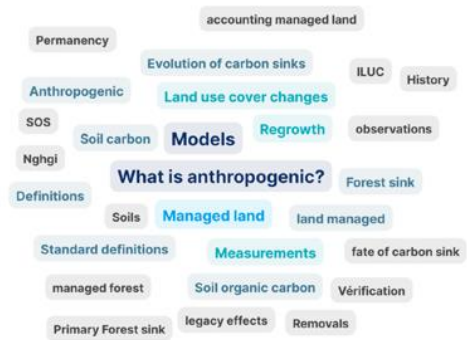 accounting managed land
Permanency
Evolution of carbon sinks
ILUC
History
Anthropogenic
Land use cover changes
SOS
Soil carbon
Models
Regrowth
observations
Nghgi
What is anthropogenic?
Forest sink
Definitions
Soils
Managed land
land managed
Standard definitions
Measurements
fate of carbon sink
managed forest
Soil organic carbon
Vérification
Primary Forest sink
legacy effects
Removals